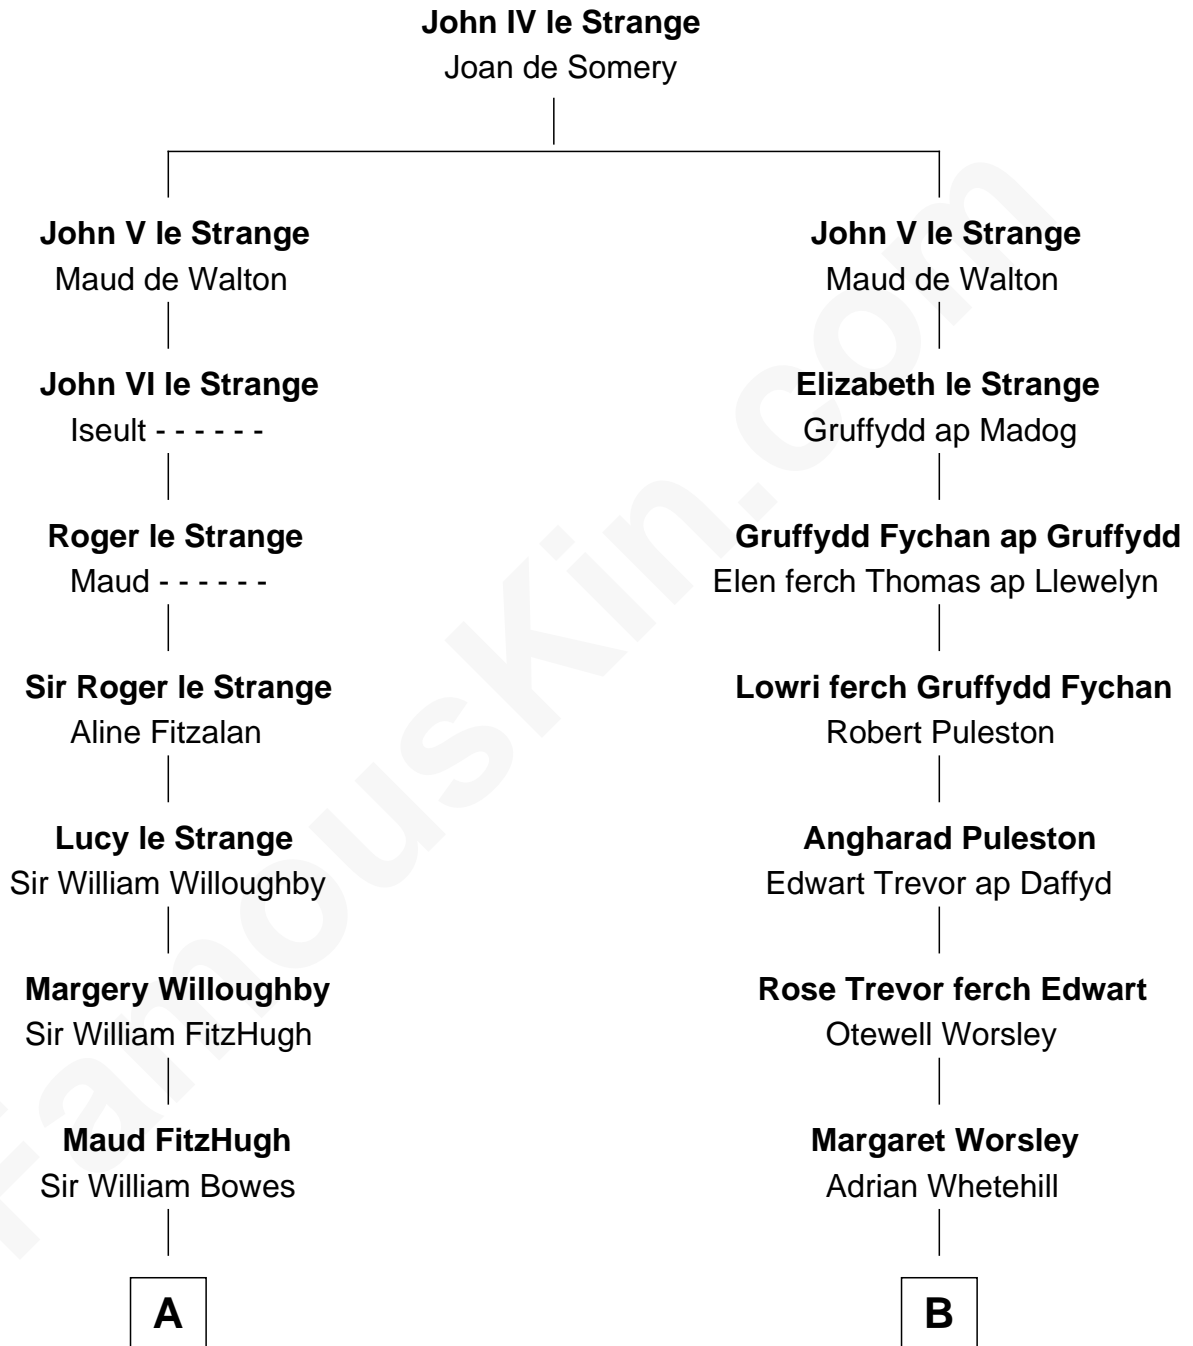 John IV le Strange
Joan de Somery
John V le Strange
Maud de Walton
John V le Strange
Maud de Walton
John VI le Strange
Iseult - - - - - -
Elizabeth le Strange
Gruffydd ap Madog
Roger le Strange
Maud - - - - - -
Gruffydd Fychan ap Gruffydd
Elen ferch Thomas ap Llewelyn
Sir Roger le Strange
Aline Fitzalan
Lowri ferch Gruffydd Fychan
Robert Puleston
Lucy le Strange
Sir William Willoughby
Angharad Puleston
Edwart Trevor ap Daffyd
Margery Willoughby
Sir William FitzHugh
Rose Trevor ferch Edwart
Otewell Worsley
Maud FitzHugh
Sir William Bowes
Margaret Worsley
Adrian Whetehill
A
B
FamousKin.com